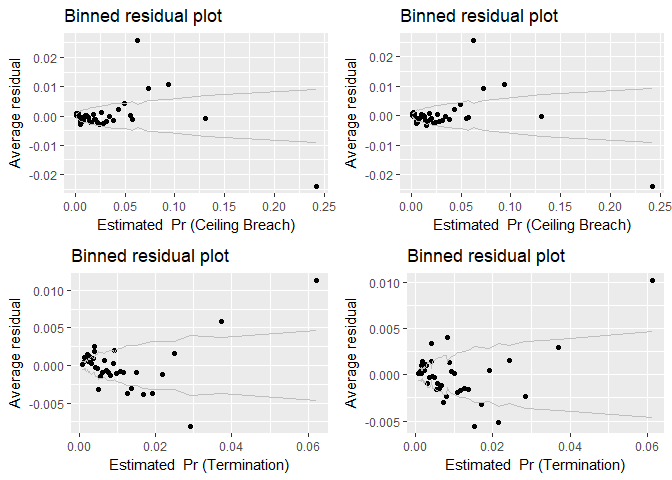 Binned residual plot
Average residual
0.02
0.01
0.00
-0.01
-0.02
0.00 0.05 0.10 0.15 0.20 0.25
Estimated  Pr (Ceiling Breach)
Binned residual plot
Average residual
0.02
0.01
0.00
-0.01
-0.02
0.00 0.05 0.10 0.15 0.20 0.25
Estimated  Pr (Ceiling Breach)
Binned residual plot
Average residual
0.010
0.005
0.000
-0.005
0.00 0.02 0.04 0.06
Estimated  Pr (Termination)
Binned residual plot
Average residual
0.010
0.005
0.000
-0.005
0.00 0.02 0.04 0.06
Estimated  Pr (Termination)